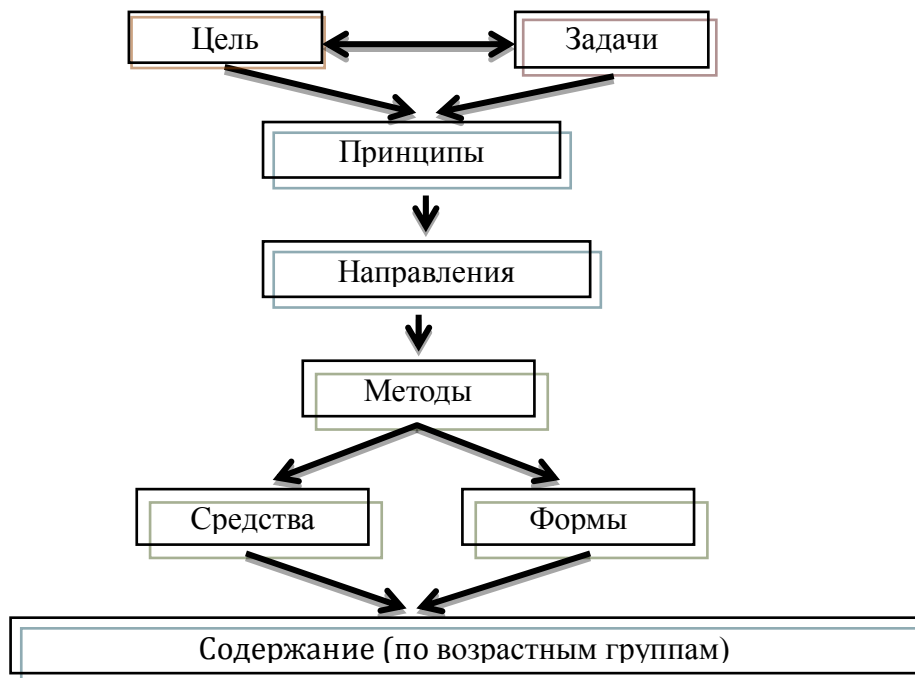 Цель
Задачи
Принципы
Направления
Методы
Средства
Формы
Содержание (по возрастным группам)